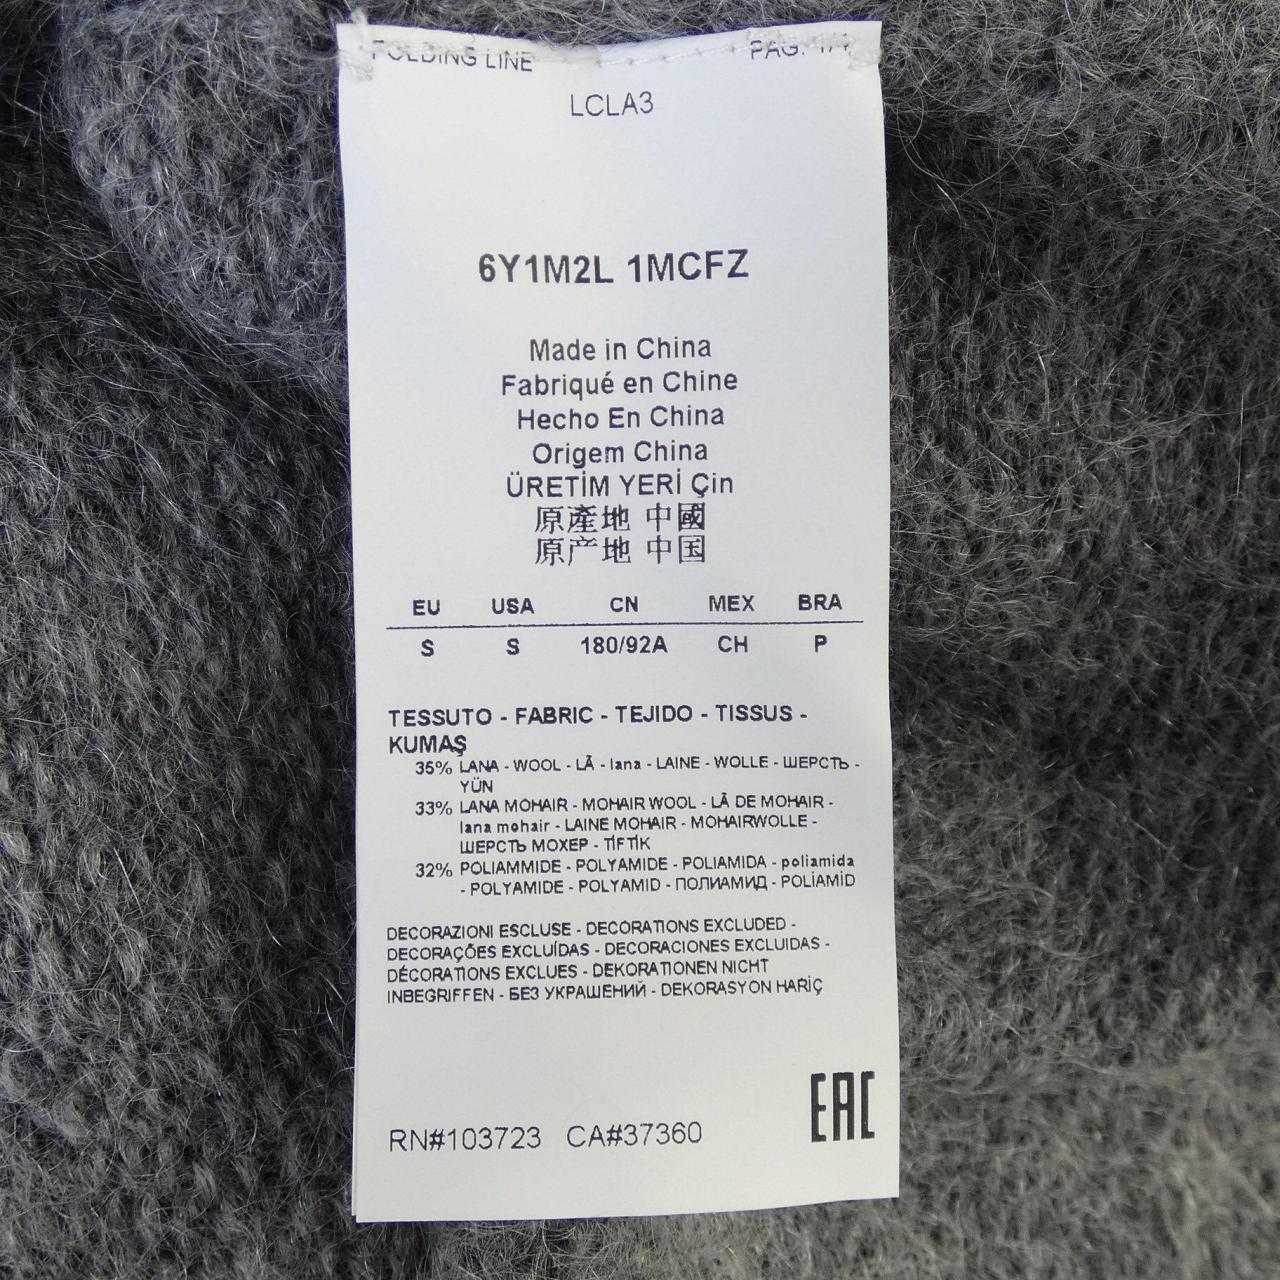 FOLDING LINE PAG. 1/4
LCLA3
6Y1M2L 1MCFZ
Made in China
Fabriqué en Chine
Hecho En China
Origem China
ÜRETİM YERİ Çin
原產地 中國
原产地 中国
EU USA CN MEX BRA
S S 180/92A CH P
TESSUTO - FABRIC - TEJIDO - TISSUS -
KUMAŞ
35% LANA - WOOL - LÃ - lana - LAINE - WOLLE - ШЕРСТЬ -
YÜN
33% LANA MOHAIR - MOHAIR WOOL - LÃ DE MOHAIR -
lana mohair - LAINE MOHAIR - MOHAIRWOLLE -
ШЕРСТЬ МОХЕР - TİFTİK
32% POLIAMMIDE - POLYAMIDE - POLIAMIDA - poliamida
- POLYAMIDE - POLYAMID - ПОЛИАМИД - POLİAMİD
DECORAZIONI ESCLUSE - DECORATIONS EXCLUDED -
DECORAÇÕES EXCLUÍDAS - DECORACIONES EXCLUIDAS -
DÉCORATIONS EXCLUES - DEKORATIONEN NICHT
INBEGRIFFEN - БЕЗ УКРАШЕНИЙ - DEKORASYON HARİÇ
EAC
RN#103723 CA#37360